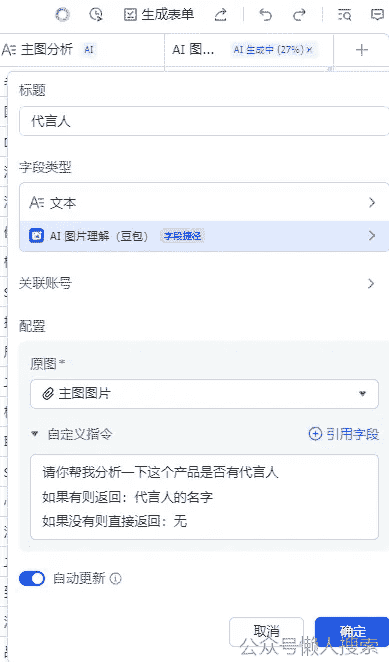 生成表单
主图分析 AI
AI 图... AI 生成中 (27%) ×
标题
代言人
字段类型
文本
AI 图片理解（豆包） 字段捷径
关联账号
配置
原图 *
主图图片
自定义指令 引用字段
请你帮我分析一下这个产品是否有代言人
如果有则返回：代言人的名字
如果没有则直接返回：无
自动更新
取消 确定
公众号懒人搜索